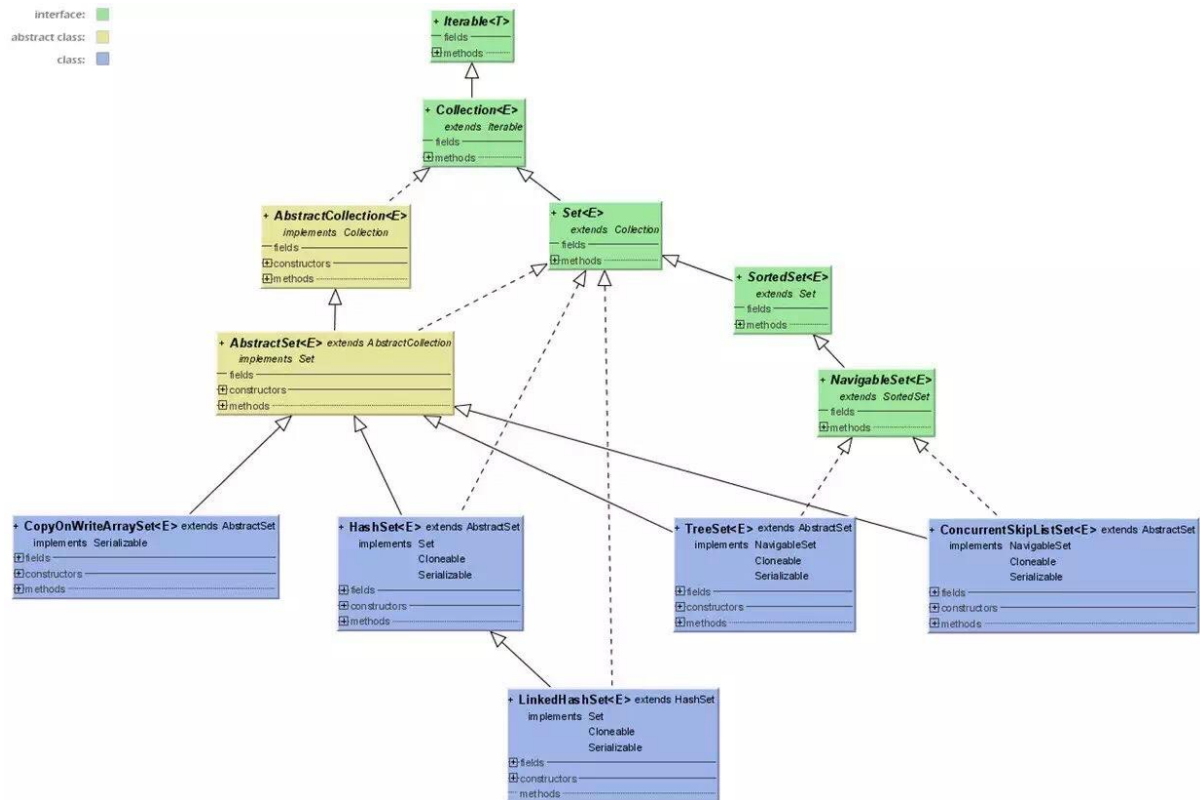 interface:
abstract class:
class:
+ Iterable<T>
fields
methods
+ Collection<E>
extends Iterable
fields
methods
+ AbstractCollection<E>
implements Collection
fields
constructors
methods
+ Set<E>
extends Collection
fields
methods
+ SortedSet<E>
extends Set
fields
methods
+ AbstractSet<E> extends AbstractCollection
implements Set
fields
constructors
methods
+ NavigableSet<E>
extends SortedSet
fields
methods
+ CopyOnWriteArraySet<E> extends AbstractSet
implements Serializable
fields
constructors
methods
+ HashSet<E> extends AbstractSet
implements Set
Cloneable
Serializable
fields
constructors
methods
+ TreeSet<E> extends AbstractSet
implements NavigableSet
Cloneable
Serializable
fields
constructors
methods
+ ConcurrentSkipListSet<E> extends AbstractSet
implements NavigableSet
Cloneable
Serializable
fields
constructors
methods
+ LinkedHashSet<E> extends HashSet
implements Set
Cloneable
Serializable
fields
constructors
methods